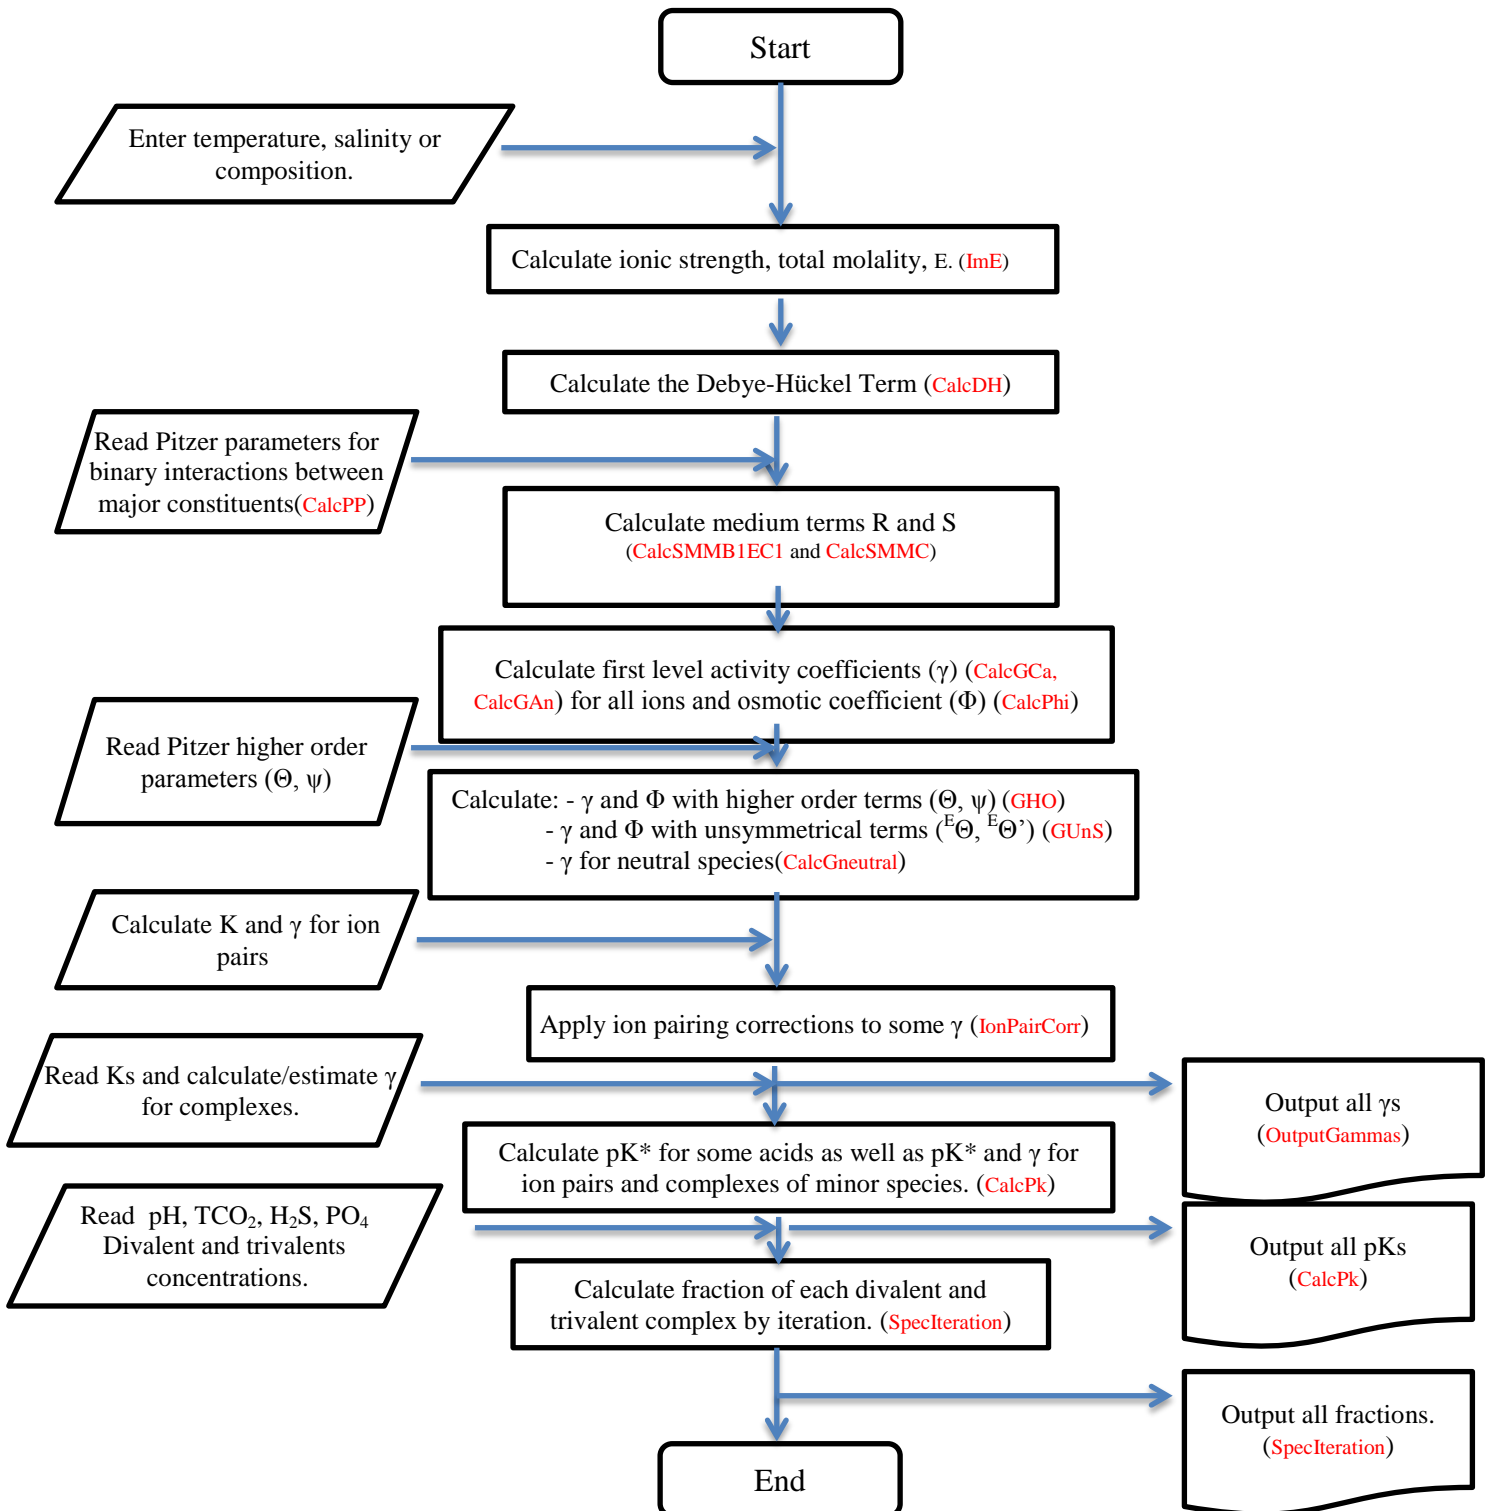 Start
Enter temperature, salinity or
composition.
Calculate ionic strength, total molality, E. (ImE)
Calculate the Debye-Hückel Term (CalcDH)
Read Pitzer parameters for
binary interactions between
major constituents(CalcPP)
Calculate medium terms R and S
(CalcSMMB1EC1 and CalcSMMC)
Calculate first level activity coefficients (γ) (CalcGCa,
CalcGAn) for all ions and osmotic coefficient (Φ) (CalcPhi)
Read Pitzer higher order
parameters (Θ, ψ)
Calculate: - γ and Φ with higher order terms (Θ, ψ) (GHO)
- γ and Φ with unsymmetrical terms (ᴱΘ, ᴱΘ’) (GUnS)
- γ for neutral species(CalcGneutral)
Calculate K and γ for ion
pairs
Apply ion pairing corrections to some γ (IonPairCorr)
Read Ks and calculate/estimate γ
for complexes.
Output all γs
(OutputGammas)
Calculate pK* for some acids as well as pK* and γ for
ion pairs and complexes of minor species. (CalcPk)
Read  pH, TCO₂, H₂S, PO₄
Divalent and trivalents
concentrations.
Output all pKs
(CalcPk)
Calculate fraction of each divalent and
trivalent complex by iteration. (SpecIteration)
Output all fractions.
(SpecIteration)
End